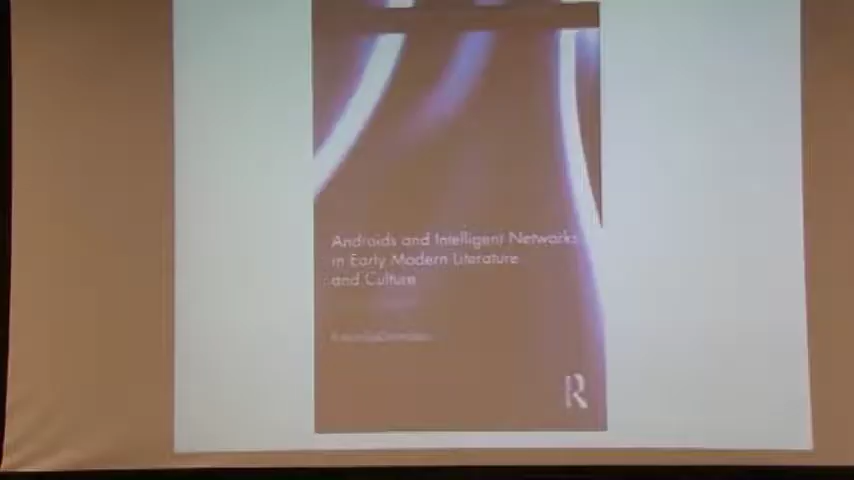 Androids and Intelligent Networks
in Early Modern Literature
and Culture
R